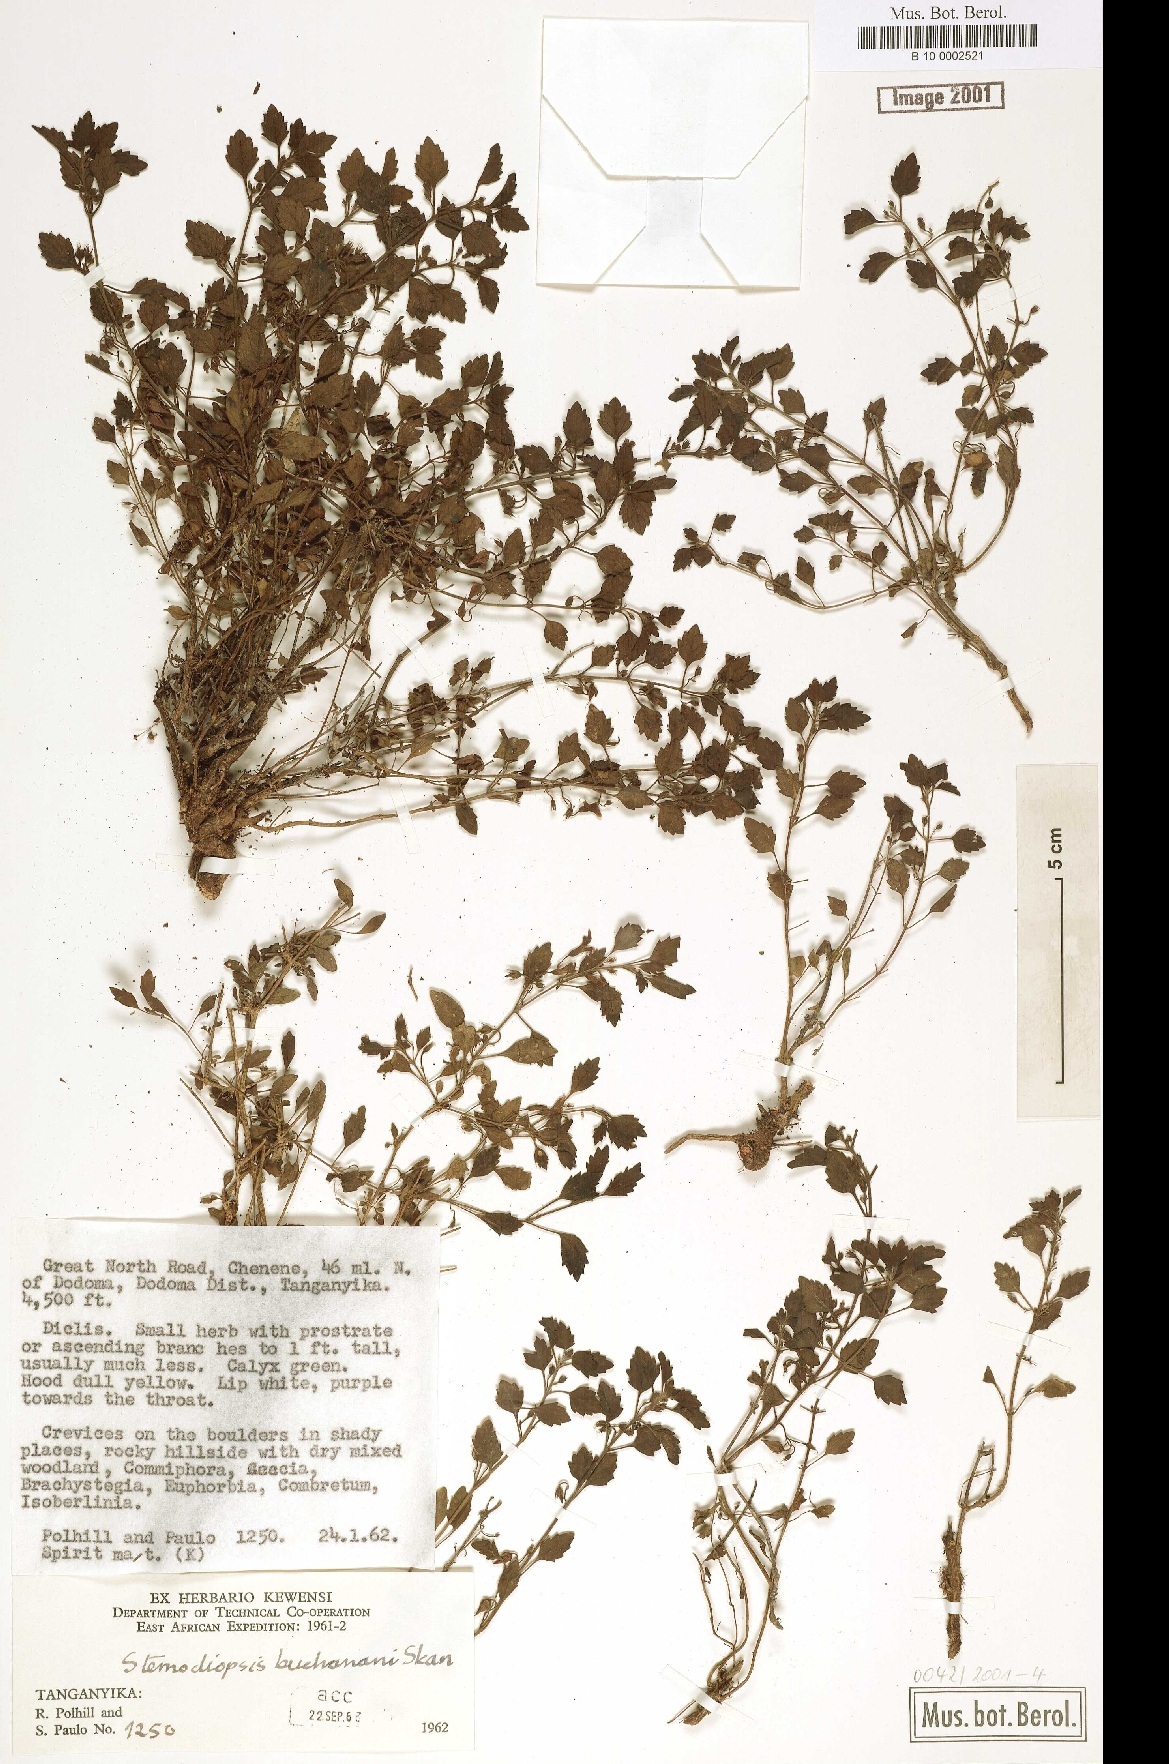 Mus. Bot. Berol.
B 10 0002521
Image 2001
5 cm
Great North Road, Chenene, 46 ml. N.
of Dodoma, Dodoma Dist., Tanganyika.
4,500 ft.
Diclis. Small herb with prostrate
or ascending branc hes to 1 ft. tall,
usually much less. Calyx green.
Hood dull yellow. Lip white, purple
towards the throat.
Crevices on the boulders in shady
places, rocky hillside with dry mixed
woodland, Commiphora, Acacia,
Brachystegia, Euphorbia, Combretum,
Isoberlinia.
Polhill and Paulo 1250. 24.1.62.
Spirit mat. (K)
EX HERBARIO KEWENSI
DEPARTMENT OF TECHNICAL CO-OPERATION
EAST AFRICAN EXPEDITION: 1961-2
Stemodiopsis buchanani Skan
TANGANYIKA:
R. Polhill and
S. Paulo No. 1250
acc
22 SEP. 63
1962
0042/2001-4
Mus. bot. Berol.